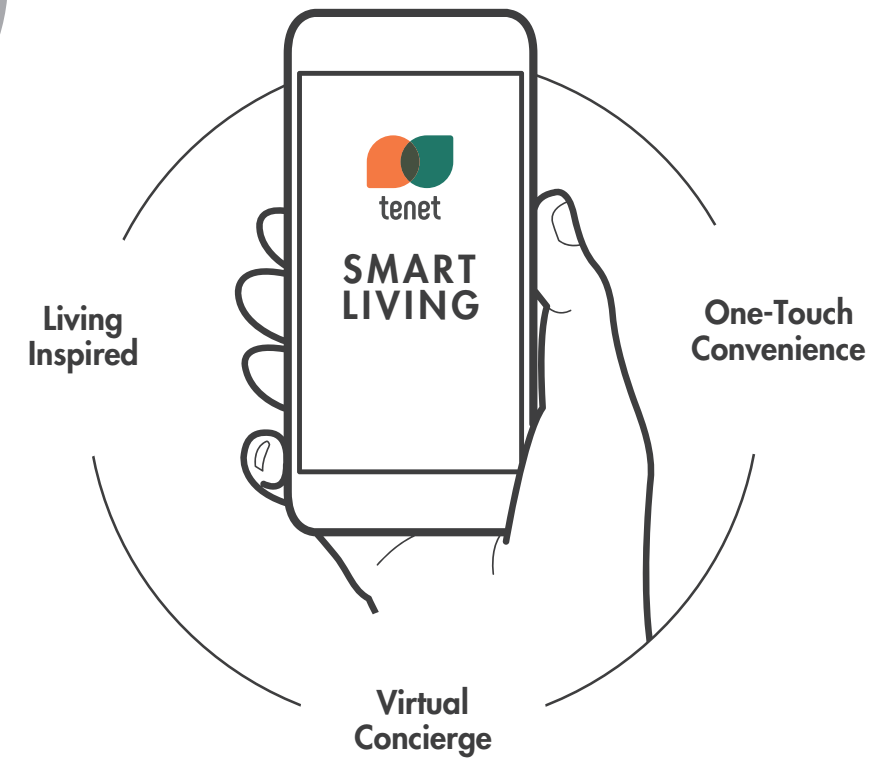 tenet
SMART
LIVING
Living
Inspired
One-Touch
Convenience
Virtual
Concierge